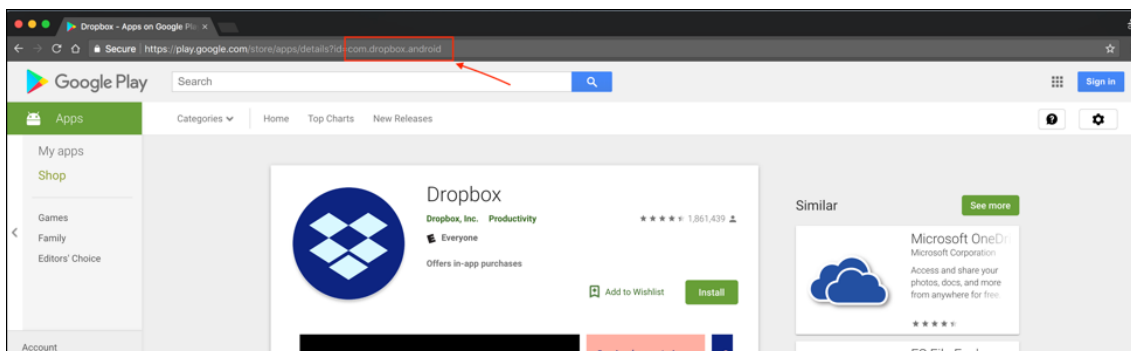 Dropbox - Apps on Google Pla
Secure https://play.google.com/store/apps/details?id=com.dropbox.android
Google Play
Search
Sign in
Apps
Categories Home Top Charts New Releases
My apps
Shop
Games
Family
Editors' Choice
Account
Dropbox
Dropbox, Inc. Productivity 1,861,439
Everyone
Offers in-app purchases
Add to Wishlist Install
Similar See more
Microsoft OneDr
Microsoft Corporation
Access and share your
photos, docs, and more
from anywhere for free.